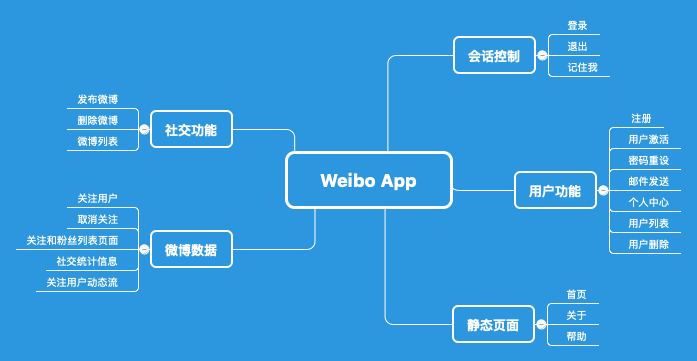 Weibo App
会话控制
登录
退出
记住我
用户功能
注册
用户激活
密码重设
邮件发送
个人中心
用户列表
用户删除
静态页面
首页
关于
帮助
社交功能
发布微博
删除微博
微博列表
微博数据
关注用户
取消关注
关注和粉丝列表页面
社交统计信息
关注用户动态流